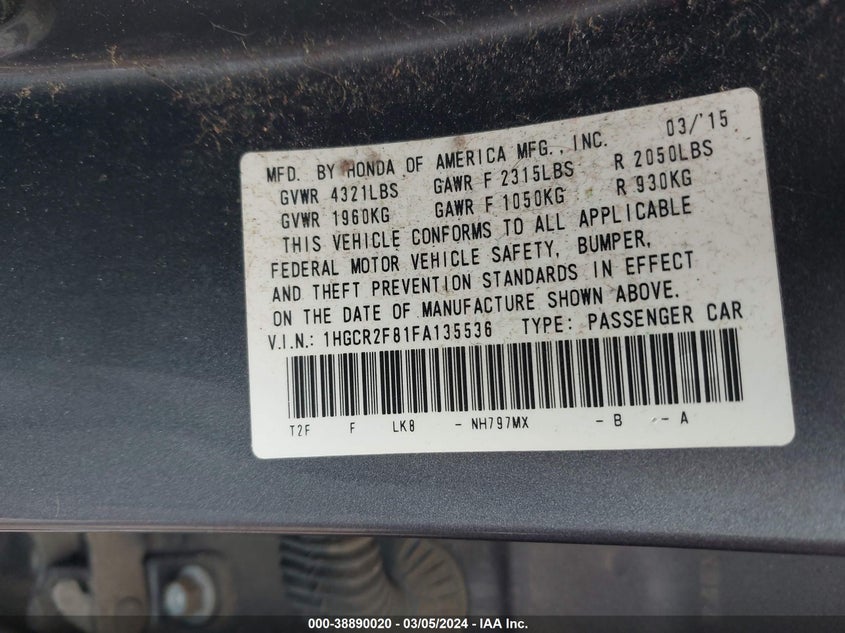 MFD. BY HONDA OF AMERICA MFG., INC. 03/'15
GVWR 4321LBS GAWR F 2315LBS R 2050LBS
GVWR 1960KG GAWR F 1050KG R 930KG
THIS VEHICLE CONFORMS TO ALL APPLICABLE
FEDERAL MOTOR VEHICLE SAFETY, BUMPER,
AND THEFT PREVENTION STANDARDS IN EFFECT
ON THE DATE OF MANUFACTURE SHOWN ABOVE.
V.I.N.: 1HGCR2F81FA135536 TYPE: PASSENGER CAR
T2F F LK8 - NH797MX - B - A
000-38890020 - 03/05/2024 - IAA Inc.